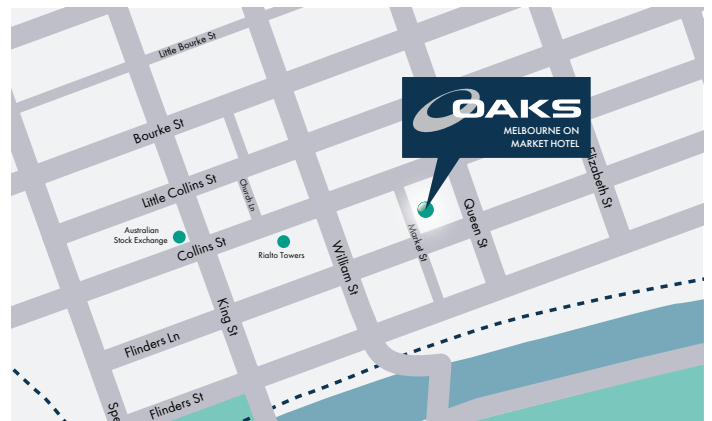 Little Bourke St
OAKS
MELBOURNE ON
MARKET HOTEL
Bourke St
Elizabeth St
Little Collins St
Church Ln
Australian
Stock Exchange
Collins St
Rialto Towers
William St
Market St
Queen St
King St
Flinders Ln
Flinders St
Spe